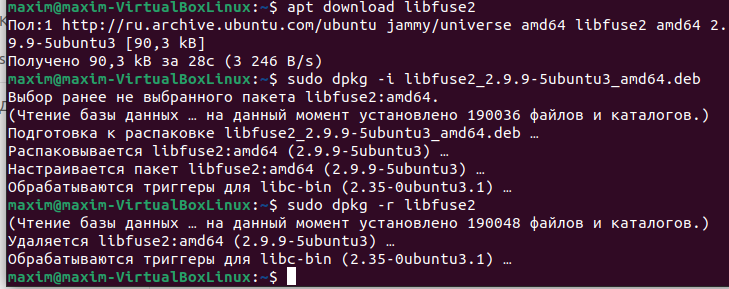 maxim@maxim-VirtualBoxLinux:~$ apt download libfuse2
Пол:1 http://ru.archive.ubuntu.com/ubuntu jammy/universe amd64 libfuse2 amd64 2.
9.9-5ubuntu3 [90,3 kB]
Получено 90,3 kB за 28с (3 246 B/s)
maxim@maxim-VirtualBoxLinux:~$ sudo dpkg -i libfuse2_2.9.9-5ubuntu3_amd64.deb
Выбор ранее не выбранного пакета libfuse2:amd64.
(Чтение базы данных … на данный момент установлено 190036 файлов и каталогов.)
Подготовка к распаковке libfuse2_2.9.9-5ubuntu3_amd64.deb …
Распаковывается libfuse2:amd64 (2.9.9-5ubuntu3) …
Настраивается пакет libfuse2:amd64 (2.9.9-5ubuntu3) …
Обрабатываются триггеры для libc-bin (2.35-0ubuntu3.1) …
maxim@maxim-VirtualBoxLinux:~$ sudo dpkg -r libfuse2
(Чтение базы данных … на данный момент установлено 190048 файлов и каталогов.)
Удаляется libfuse2:amd64 (2.9.9-5ubuntu3) …
Обрабатываются триггеры для libc-bin (2.35-0ubuntu3.1) …
maxim@maxim-VirtualBoxLinux:~$